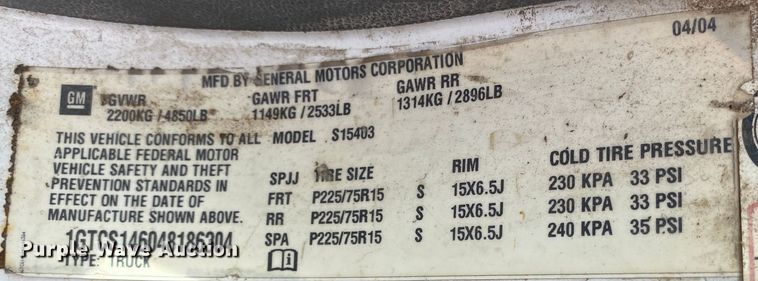 04/04
MFD BY GENERAL MOTORS CORPORATION
GM
GVWR GAWR FRT GAWR RR
2200KG / 4850LB 1149KG / 2533LB 1314KG / 2896LB
THIS VEHICLE CONFORMS TO ALL MODEL S15403
APPLICABLE FEDERAL MOTOR
VEHICLE SAFETY AND THEFT
PREVENTION STANDARDS IN
EFFECT ON THE DATE OF
MANUFACTURE SHOWN ABOVE.
SPJJ TIRE SIZE RIM COLD TIRE PRESSURE
FRT P225/75R15 S 15X6.5J 230 KPA 33 PSI
RR P225/75R15 S 15X6.5J 230 KPA 33 PSI
SPA P225/75R15 S 15X6.5J 240 KPA 35 PSI
1GTCS146048186304
TYPE: TRUCK
Purple Wave Auction